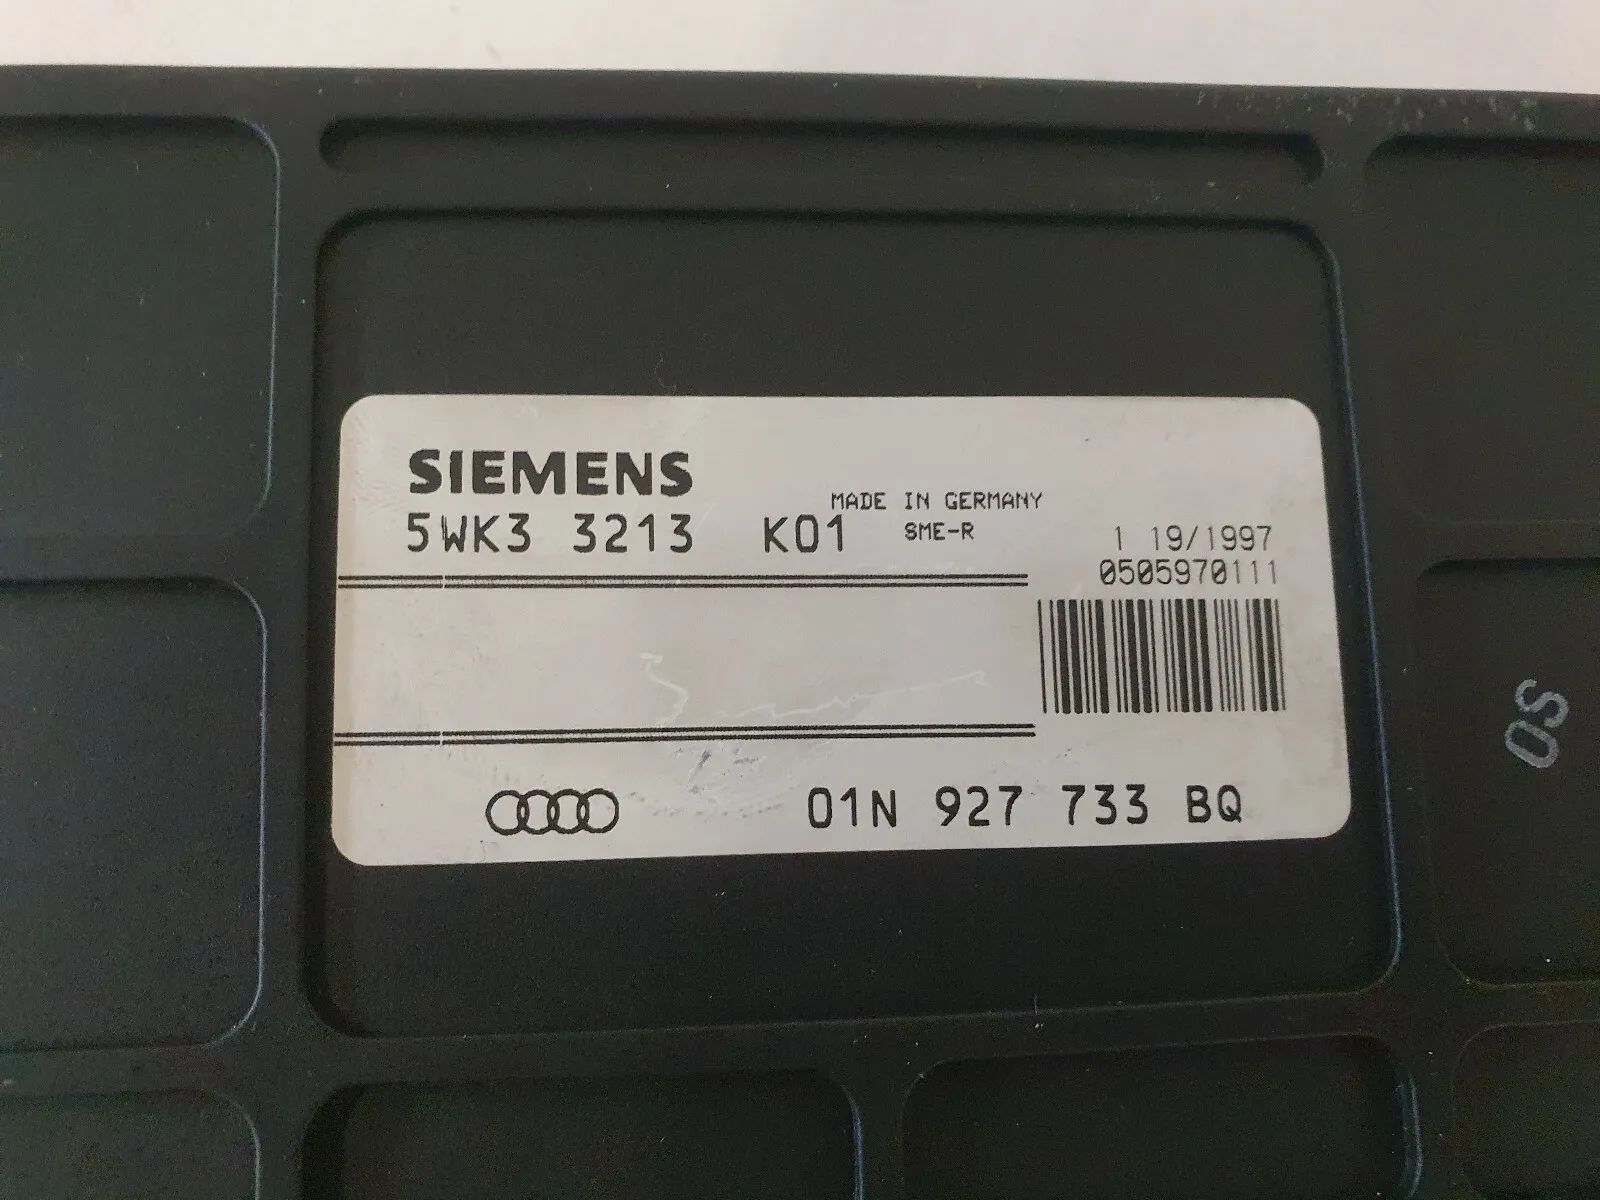 SIEMENS
MADE IN GERMANY
5WK3 3213 K01 SME-R
1 19/1997
0505970111
01N 927 733 BQ
OS